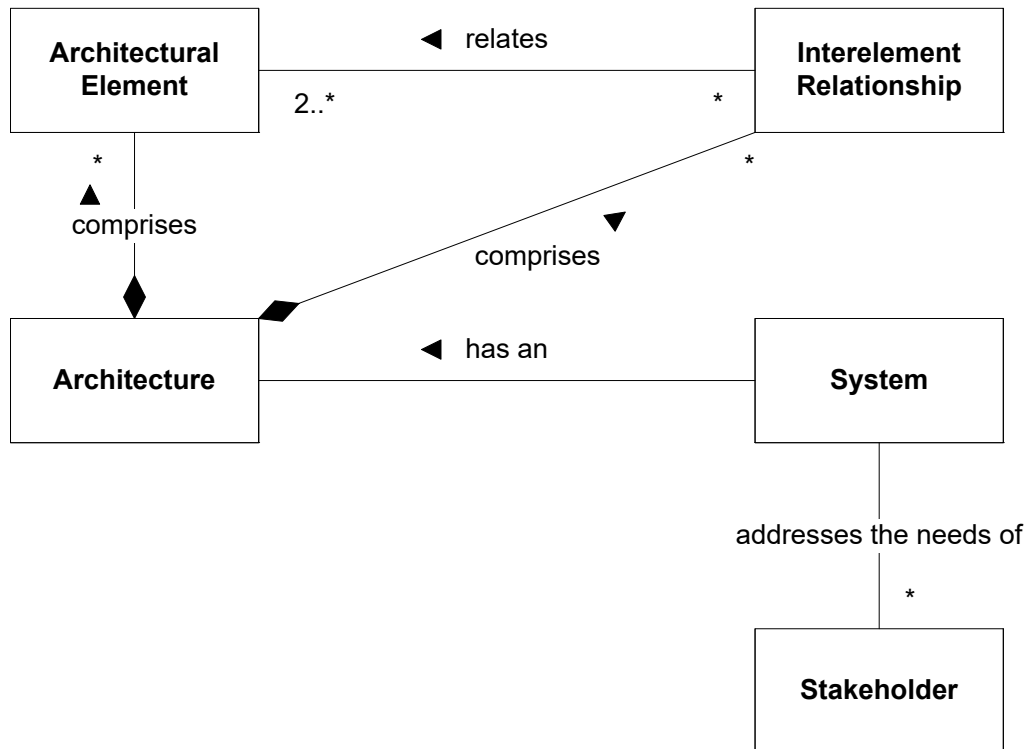 Architectural
Element
◄ relates
Interelement
Relationship
2..*
*
*
*
comprises
comprises
Architecture
◄ has an
System
addresses the needs of
*
Stakeholder